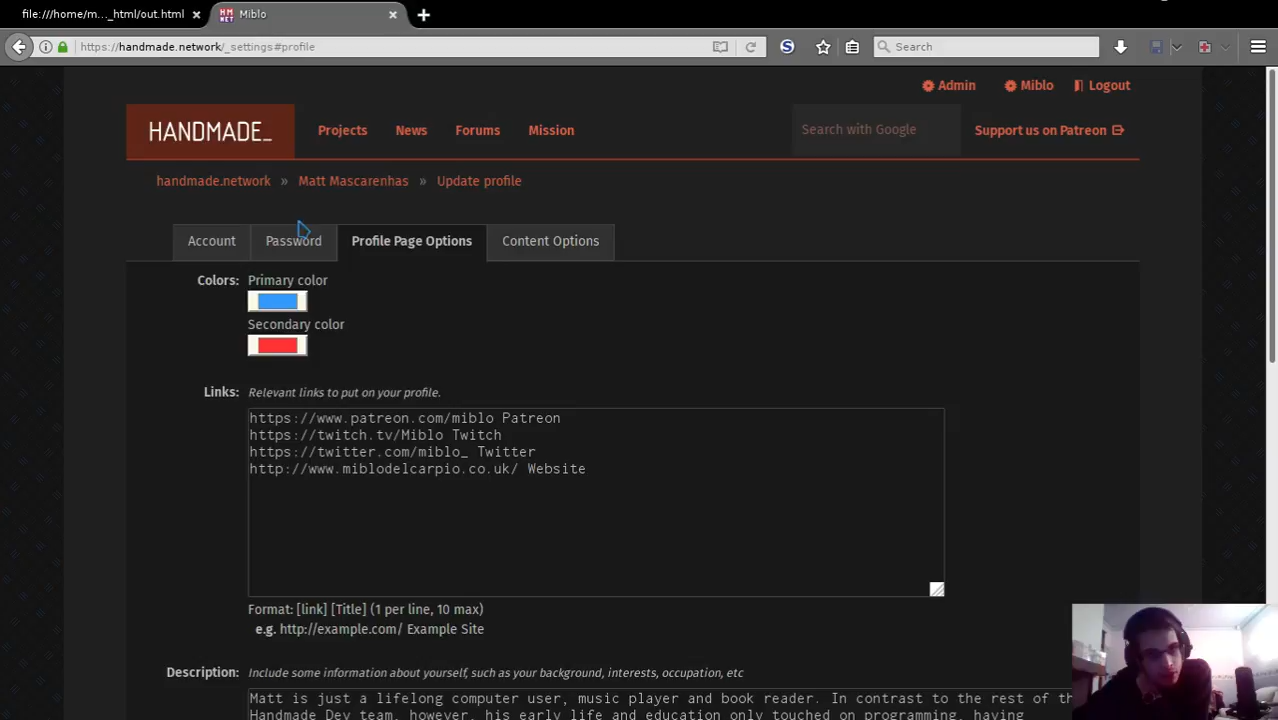 file:///home/m..._html/out.html
Miblo
https://handmade.network/_settings#profile
Search
Admin
Miblo
Logout
HANDMADE_
Projects
News
Forums
Mission
Search with Google
Support us on Patreon
handmade.network » Matt Mascarenhas » Update profile
Account
Password
Profile Page Options
Content Options
Colors:
Primary color
Secondary color
Links:
Relevant links to put on your profile.
https://www.patreon.com/miblo Patreon
https://twitch.tv/Miblo Twitch
https://twitter.com/miblo_ Twitter
http://www.miblodelcarpio.co.uk/ Website
Format: [link] [Title] (1 per line, 10 max)
e.g. http://example.com/ Example Site
Description:
Include some information about yourself, such as your background, interests, occupation, etc
Matt is just a lifelong computer user, music player and book reader. In contrast to the rest of th
Handmade Dev team, however, his early life and education only touched on programming, having